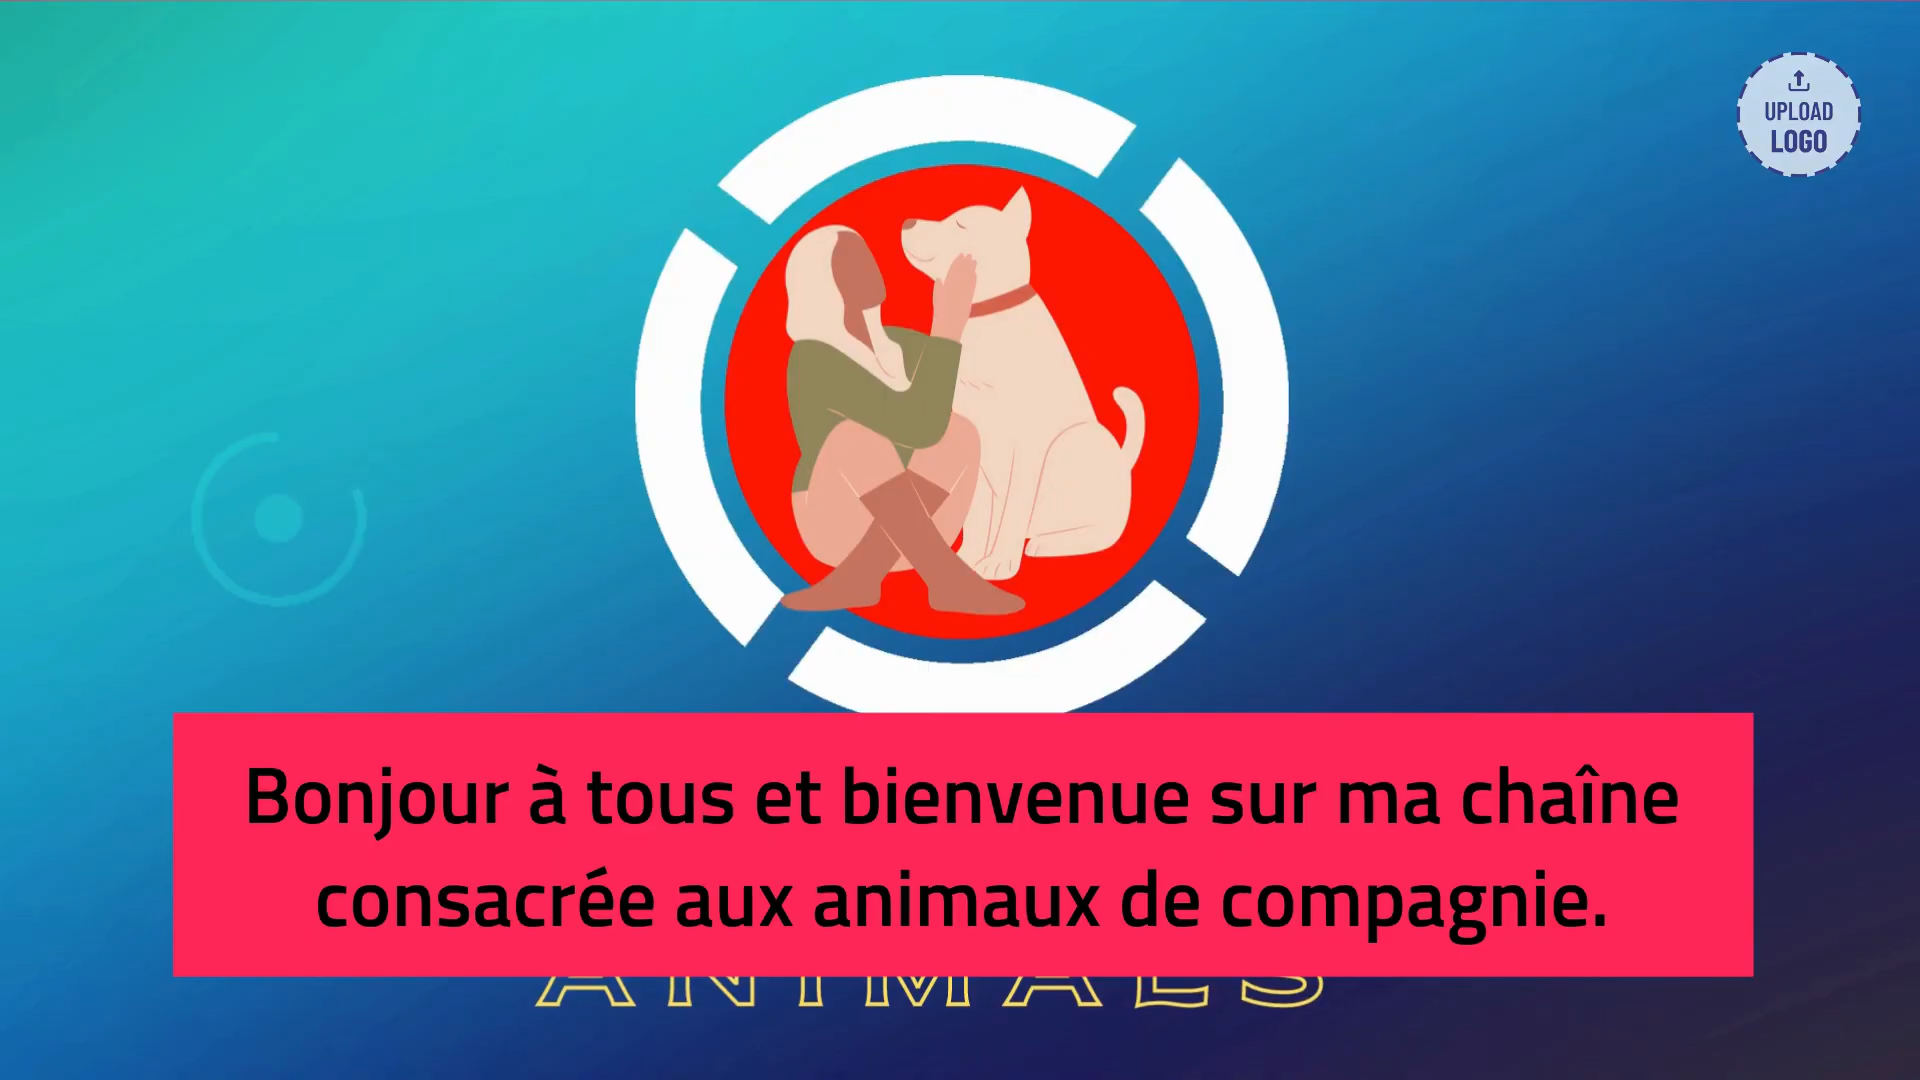 UPLOAD
LOGO
Bonjour à tous et bienvenue sur ma chaîne
consacrée aux animaux de compagnie.
ANIMALS